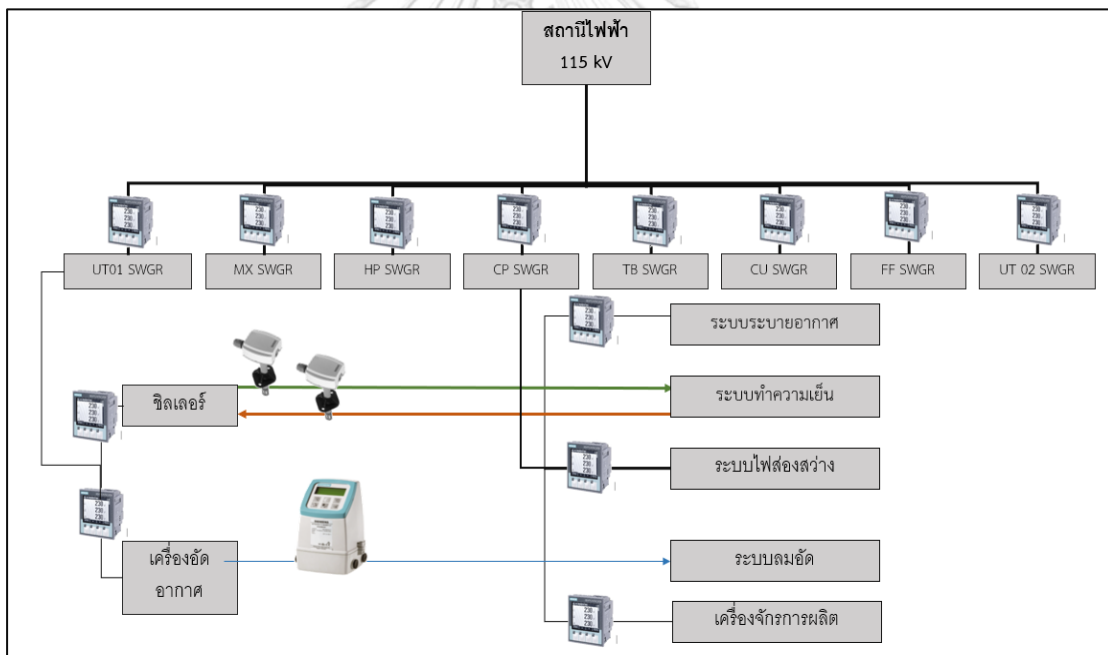 สถานีไฟฟ้า
115 kV
UT01 SWGR
MX SWGR
HP SWGR
CP SWGR
TB SWGR
CU SWGR
FF SWGR
UT 02 SWGR
ระบบระบายอากาศ
ชิลเลอร์
ระบบทำความเย็น
ระบบไฟส่องสว่าง
เครื่องอัด
อากาศ
ระบบลมอัด
เครื่องจักรการผลิต